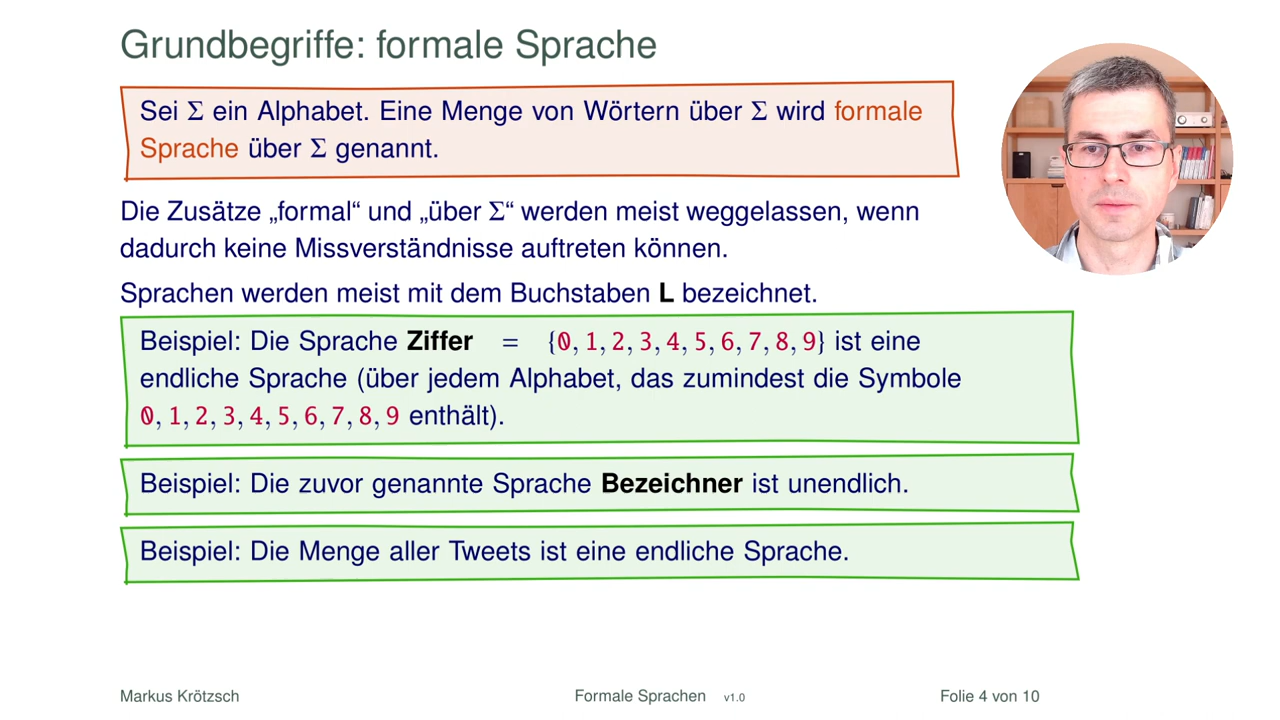 Grundbegriffe: formale Sprache
Sei Σ ein Alphabet. Eine Menge von Wörtern über Σ wird formale
Sprache über Σ genannt.
Die Zusätze „formal“ und „über Σ“ werden meist weggelassen, wenn
dadurch keine Missverständnisse auftreten können.
Sprachen werden meist mit dem Buchstaben L bezeichnet.
Beispiel: Die Sprache Ziffer = {0, 1, 2, 3, 4, 5, 6, 7, 8, 9} ist eine
endliche Sprache (über jedem Alphabet, das zumindest die Symbole
0, 1, 2, 3, 4, 5, 6, 7, 8, 9 enthält).
Beispiel: Die zuvor genannte Sprache Bezeichner ist unendlich.
Beispiel: Die Menge aller Tweets ist eine endliche Sprache.
Markus Krötzsch Formale Sprachen v1.0 Folie 4 von 10